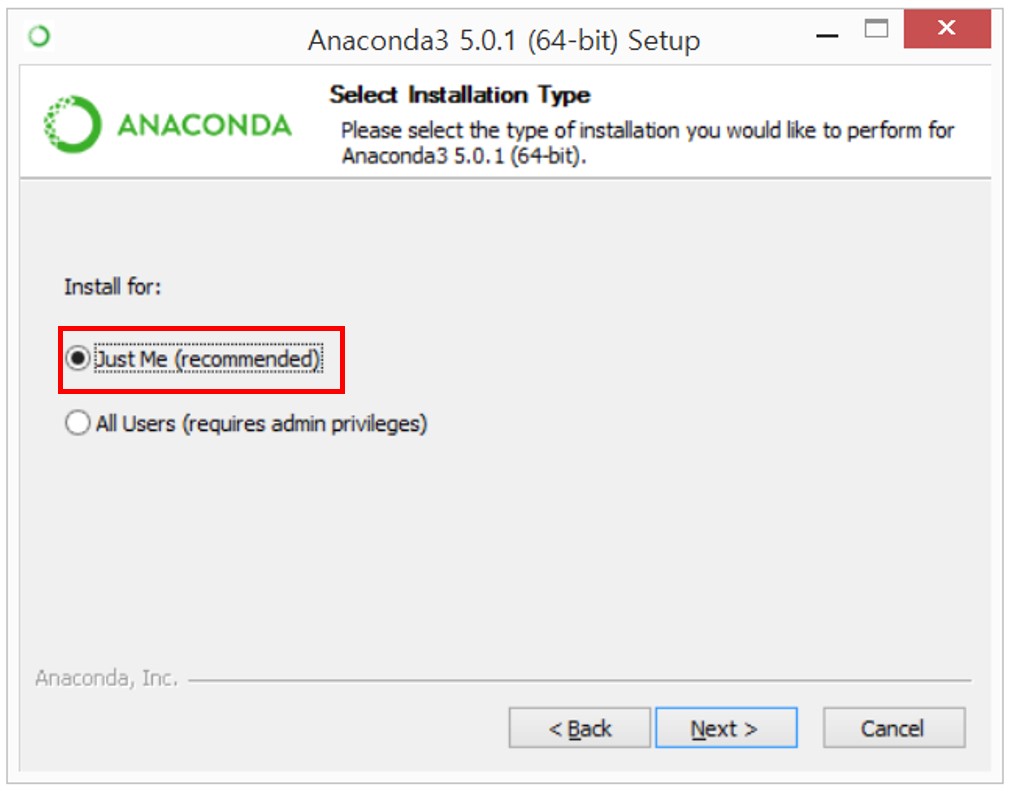 Anaconda3 5.0.1 (64-bit) Setup
ANACONDA
Select Installation Type
Please select the type of installation you would like to perform for
Anaconda3 5.0.1 (64-bit).
Install for:
Just Me (recommended)
All Users (requires admin privileges)
Anaconda, Inc.
< Back Next > Cancel